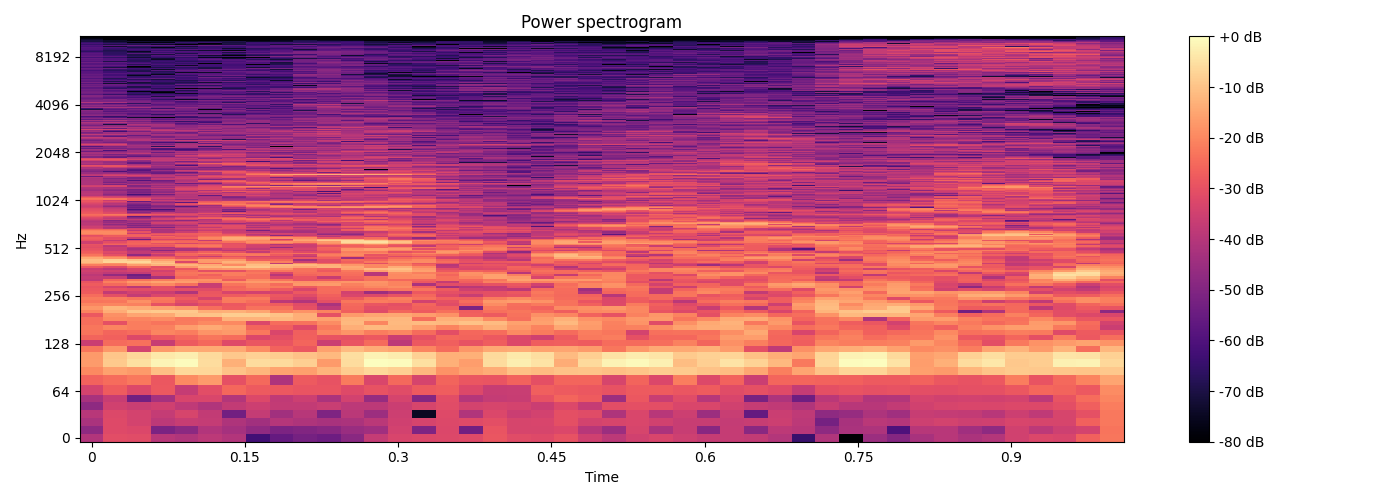 Power spectrogram
Hz
8192
4096
2048
1024
512
256
128
64
0
0 0.15 0.3 0.45 0.6 0.75 0.9
Time
+0 dB
-10 dB
-20 dB
-30 dB
-40 dB
-50 dB
-60 dB
-70 dB
-80 dB